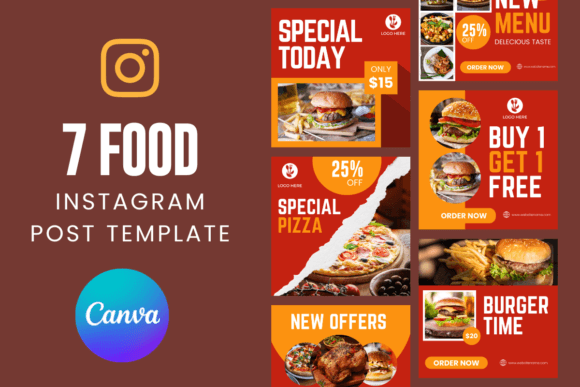 7 FOOD
INSTAGRAM
POST TEMPLATE
Canva
SPECIAL
TODAY
LOGO HERE
ONLY
$15
25%
OFF
LOGO HERE
SPECIAL
PIZZA
NEW OFFERS
NEW
MENU
25%
OFF
DELECIOUS TASTE
ORDER NOW
LOGO HERE
BUY 1
GET 1
FREE
ORDER NOW
BURGER
TIME
$20
ORDER NOW